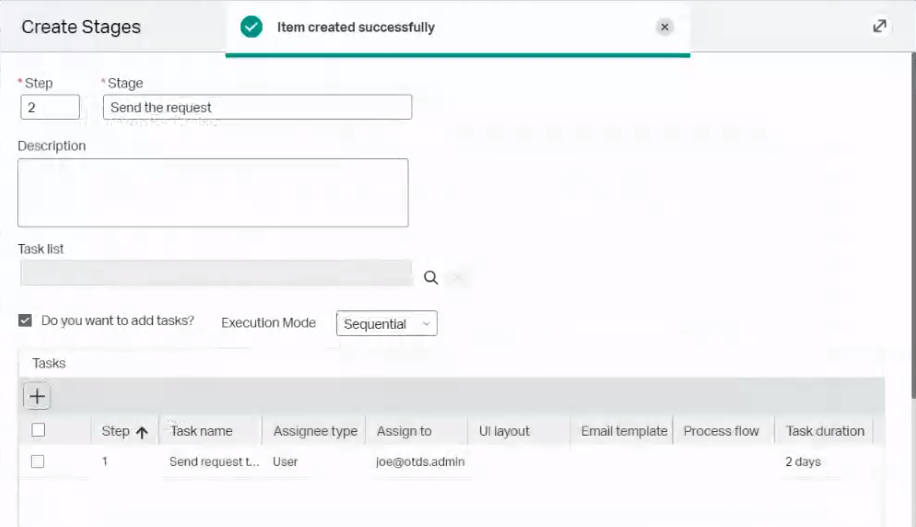 Create Stages
Item created successfully
* Step * Stage
2 Send the request
Description
Task list
Do you want to add tasks? Execution Mode Sequential
Tasks
Step Task name Assignee type Assign to UI layout Email template Process flow Task duration
1 Send request t... User joe@otds.admin 2 days